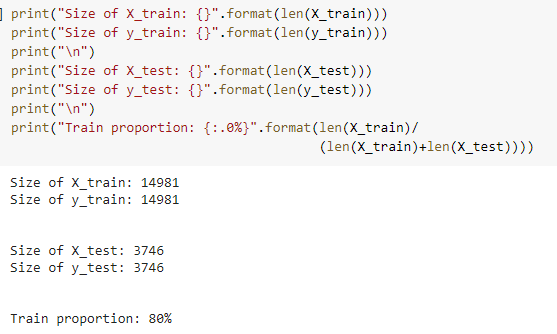 ] print("Size of X_train: {}".format(len(X_train)))
print("Size of y_train: {}".format(len(y_train)))
print("\n")
print("Size of X_test: {}".format(len(X_test)))
print("Size of y_test: {}".format(len(y_test)))
print("\n")
print("Train proportion: {:.0%}".format(len(X_train)/
(len(X_train)+len(X_test))))
Size of X_train: 14981
Size of y_train: 14981
Size of X_test: 3746
Size of y_test: 3746
Train proportion: 80%